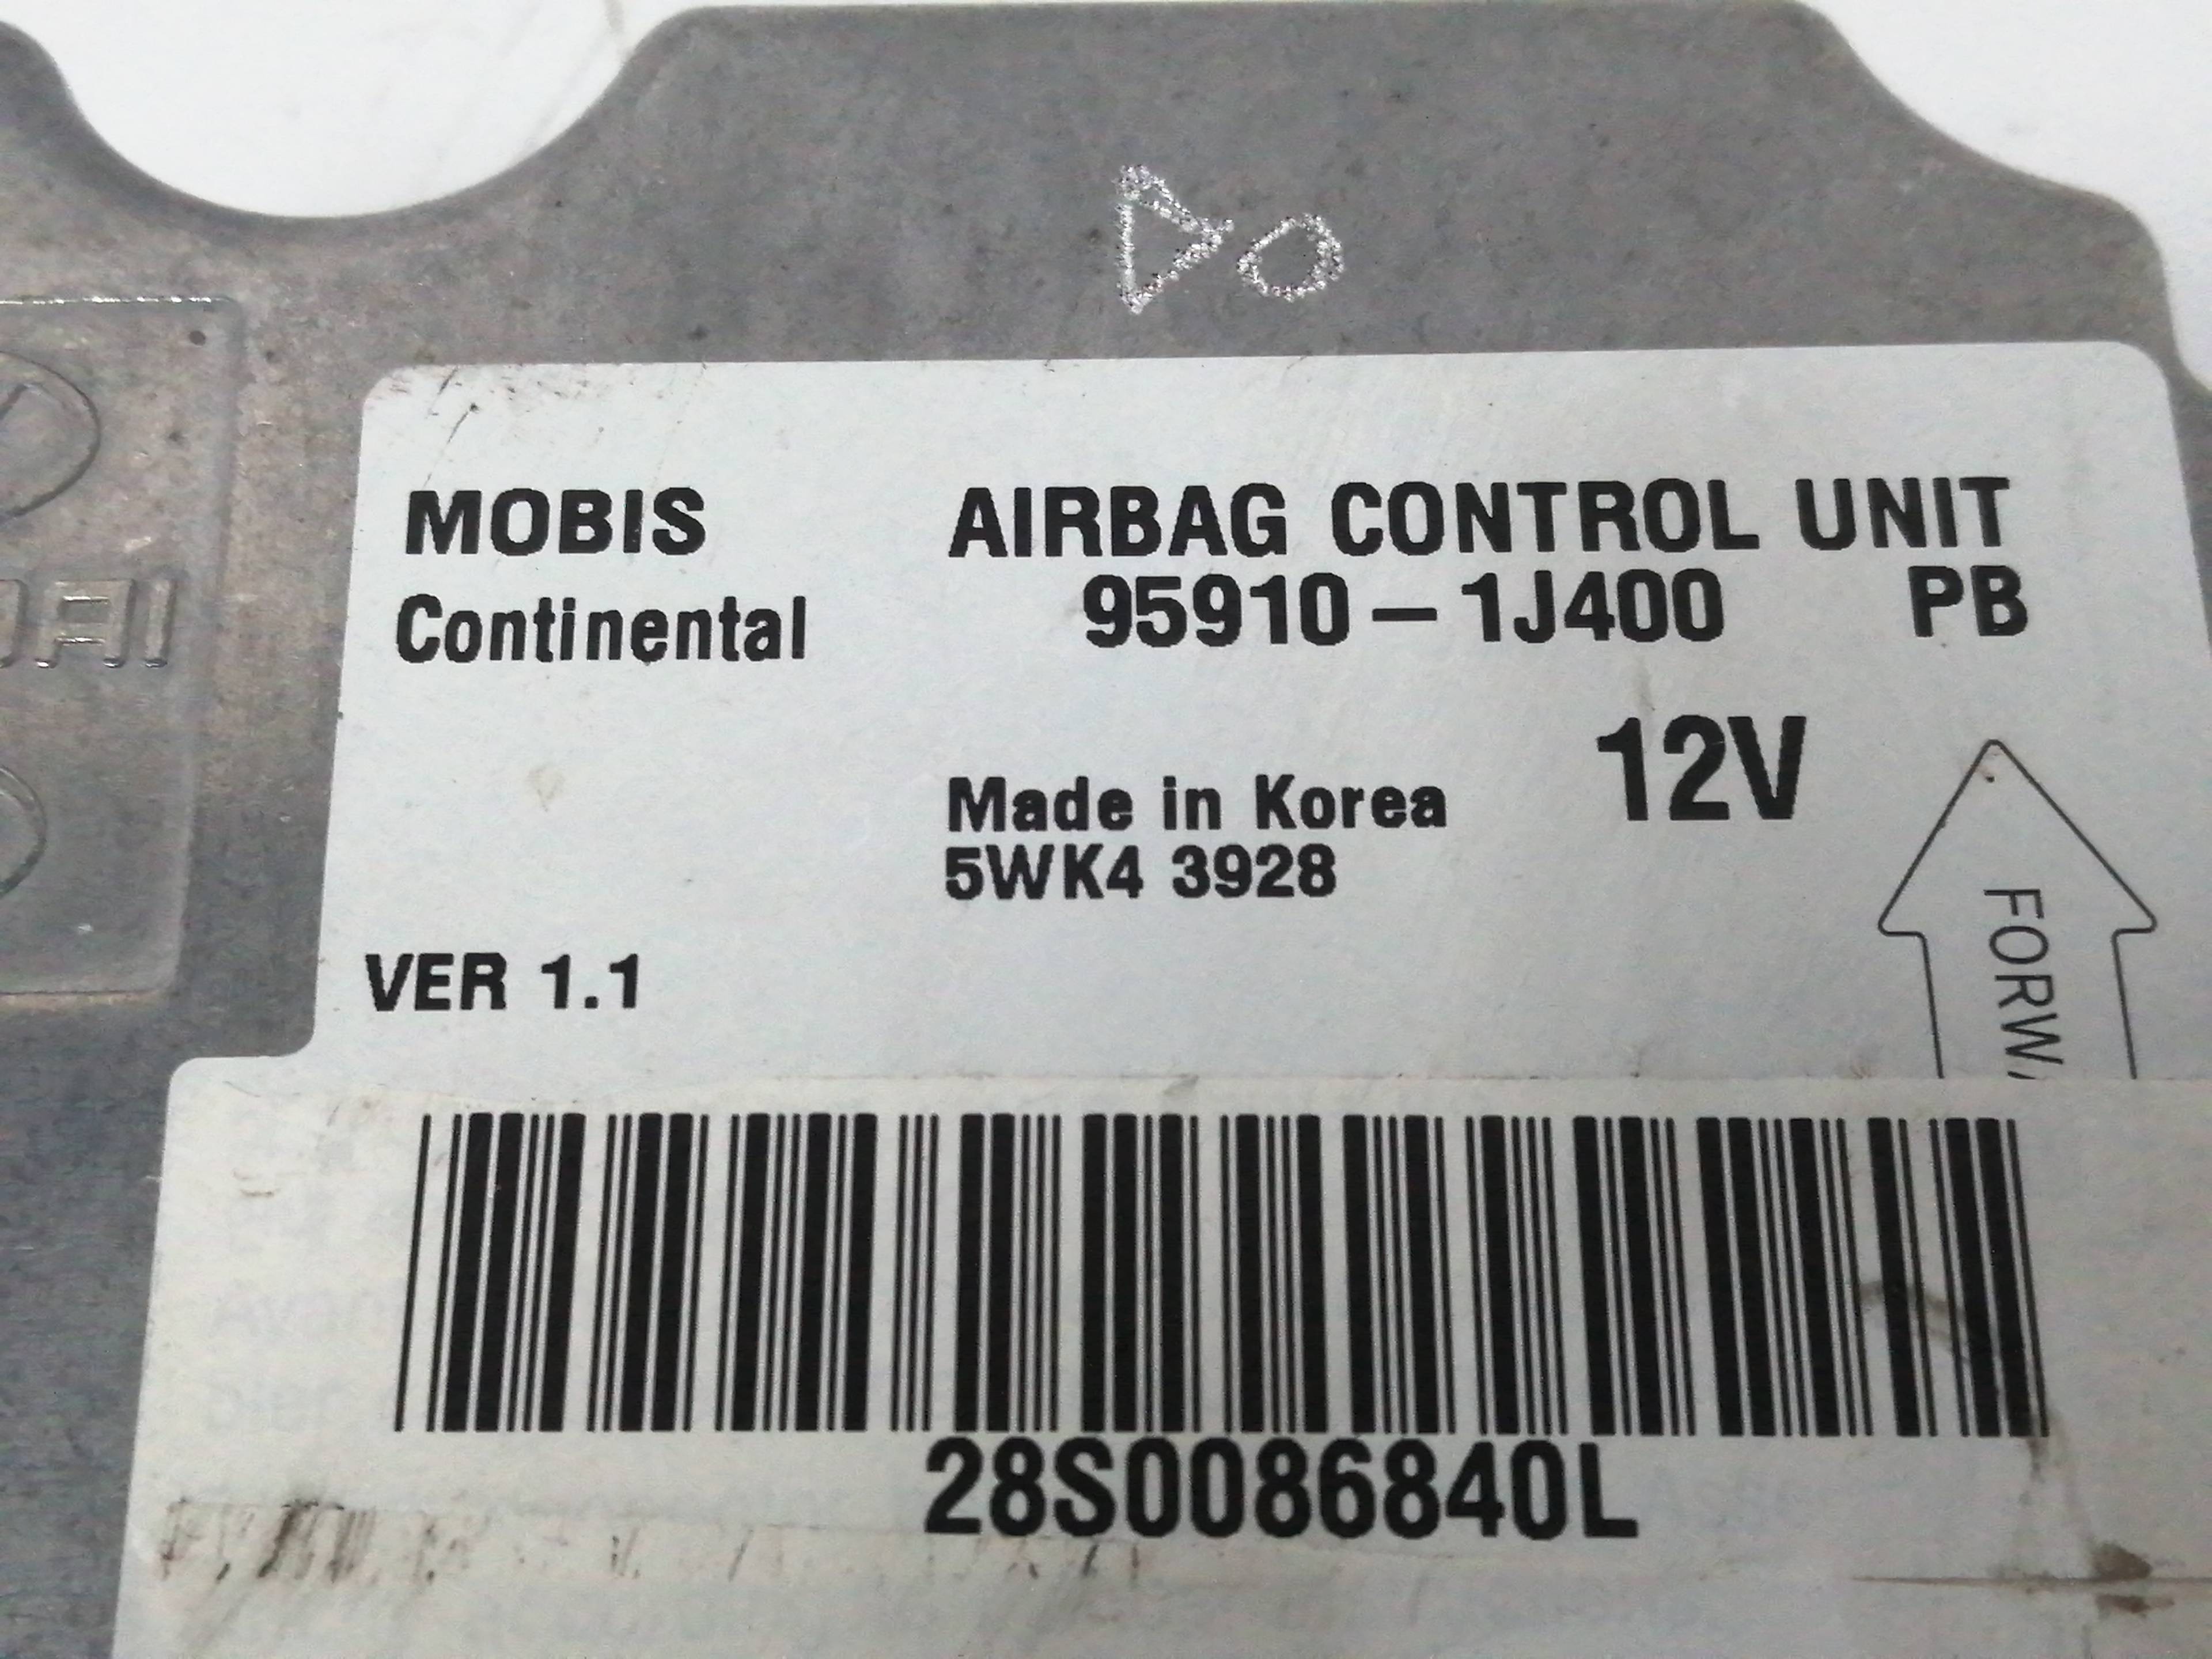 DO
MOBIS
Continental
AIRBAG CONTROL UNIT
95910-1J400 PB
12V
Made in Korea
5WK4 3928
VER 1.1
28S0086840L